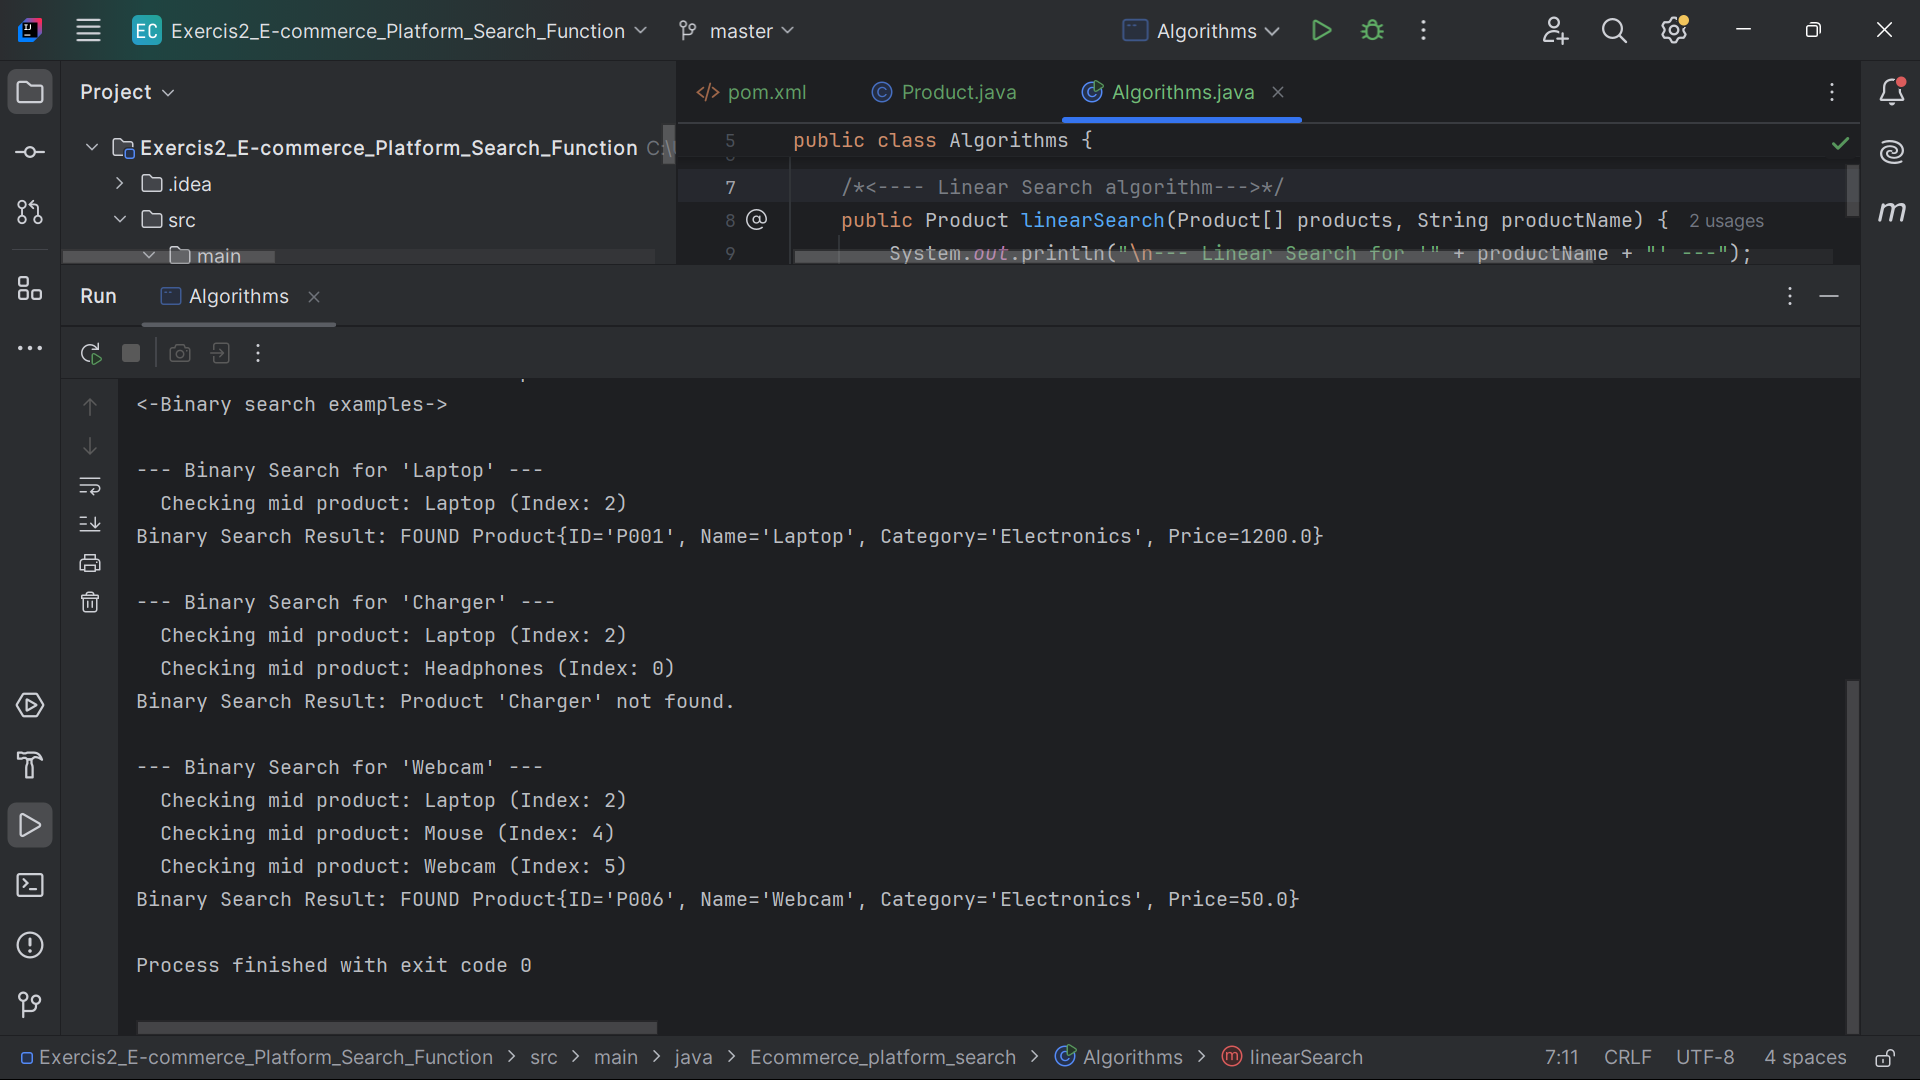 EC Exercis2_E-commerce_Platform_Search_Function master Algorithms
Project
pom.xml Product.java Algorithms.java
Exercis2_E-commerce_Platform_Search_Function C:\
.idea
src
main
5 public class Algorithms {
7 /*<---- Linear Search algorithm--->*/
8 public Product linearSearch(Product[] products, String productName) { 2 usages
9 System.out.println("\n--- Linear Search for '" + productName + "' ---");
Run Algorithms
<-Binary search examples->
--- Binary Search for 'Laptop' ---
Checking mid product: Laptop (Index: 2)
Binary Search Result: FOUND Product{ID='P001', Name='Laptop', Category='Electronics', Price=1200.0}
--- Binary Search for 'Charger' ---
Checking mid product: Laptop (Index: 2)
Checking mid product: Headphones (Index: 0)
Binary Search Result: Product 'Charger' not found.
--- Binary Search for 'Webcam' ---
Checking mid product: Laptop (Index: 2)
Checking mid product: Mouse (Index: 4)
Checking mid product: Webcam (Index: 5)
Binary Search Result: FOUND Product{ID='P006', Name='Webcam', Category='Electronics', Price=50.0}
Process finished with exit code 0
Exercis2_E-commerce_Platform_Search_Function > src > main > java > Ecommerce_platform_search > Algorithms > linearSearch 7:11 CRLF UTF-8 4 spaces